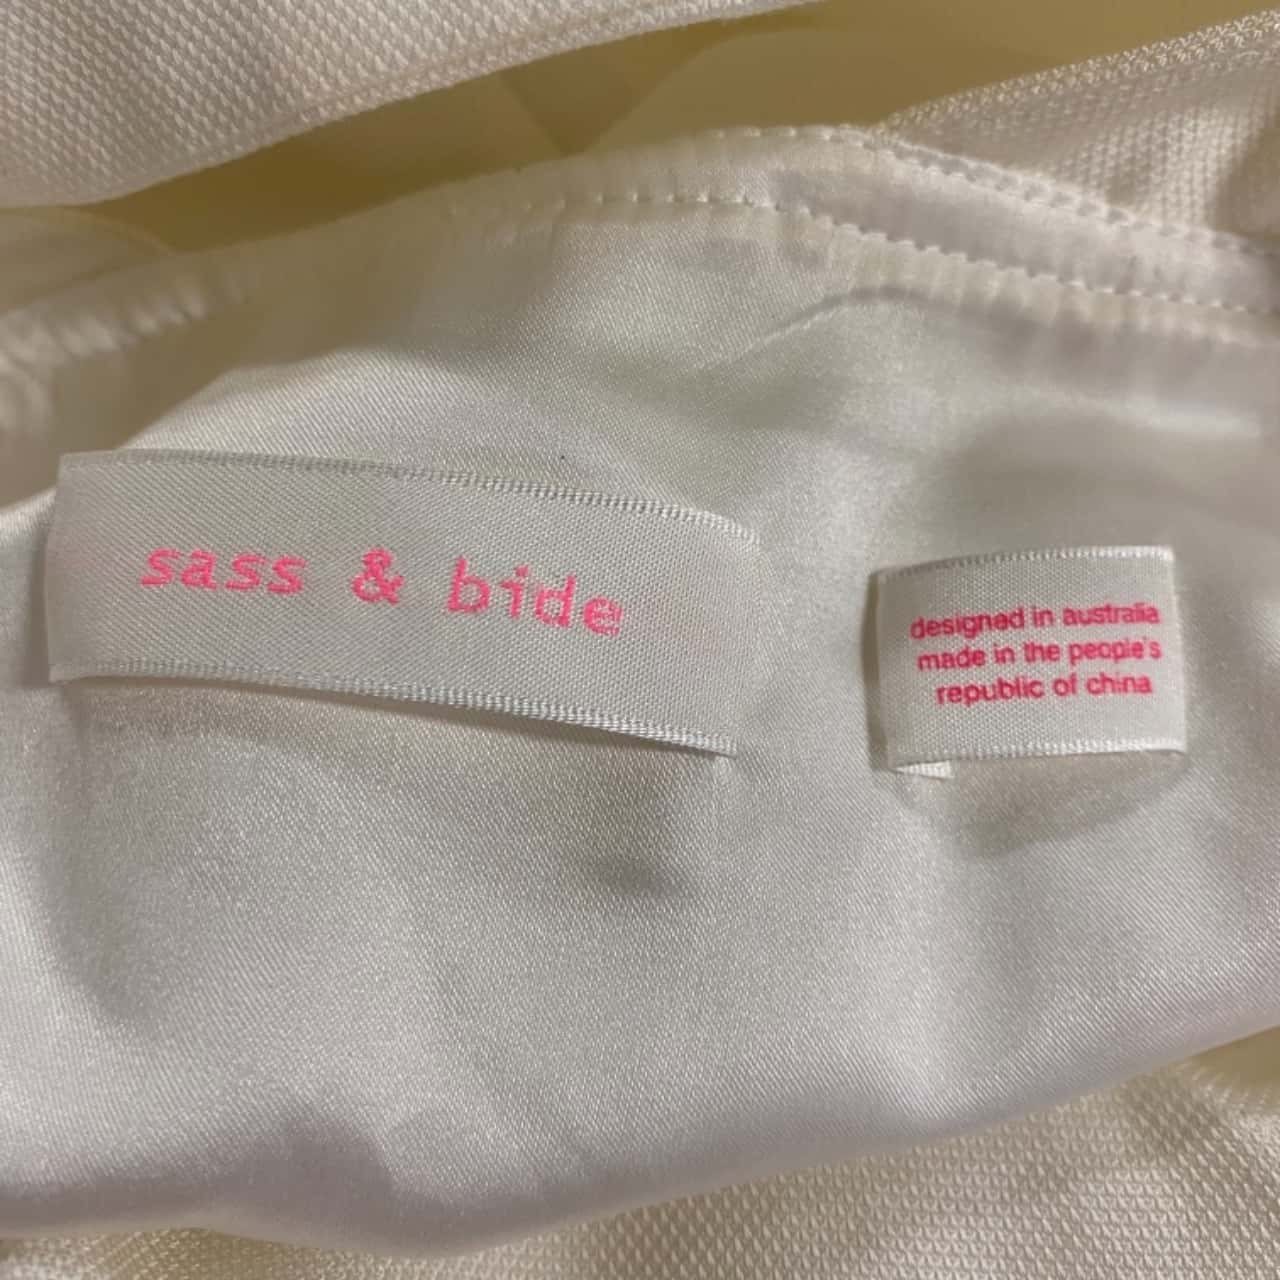 sass & bide
designed in australia
made in the people's
republic of china